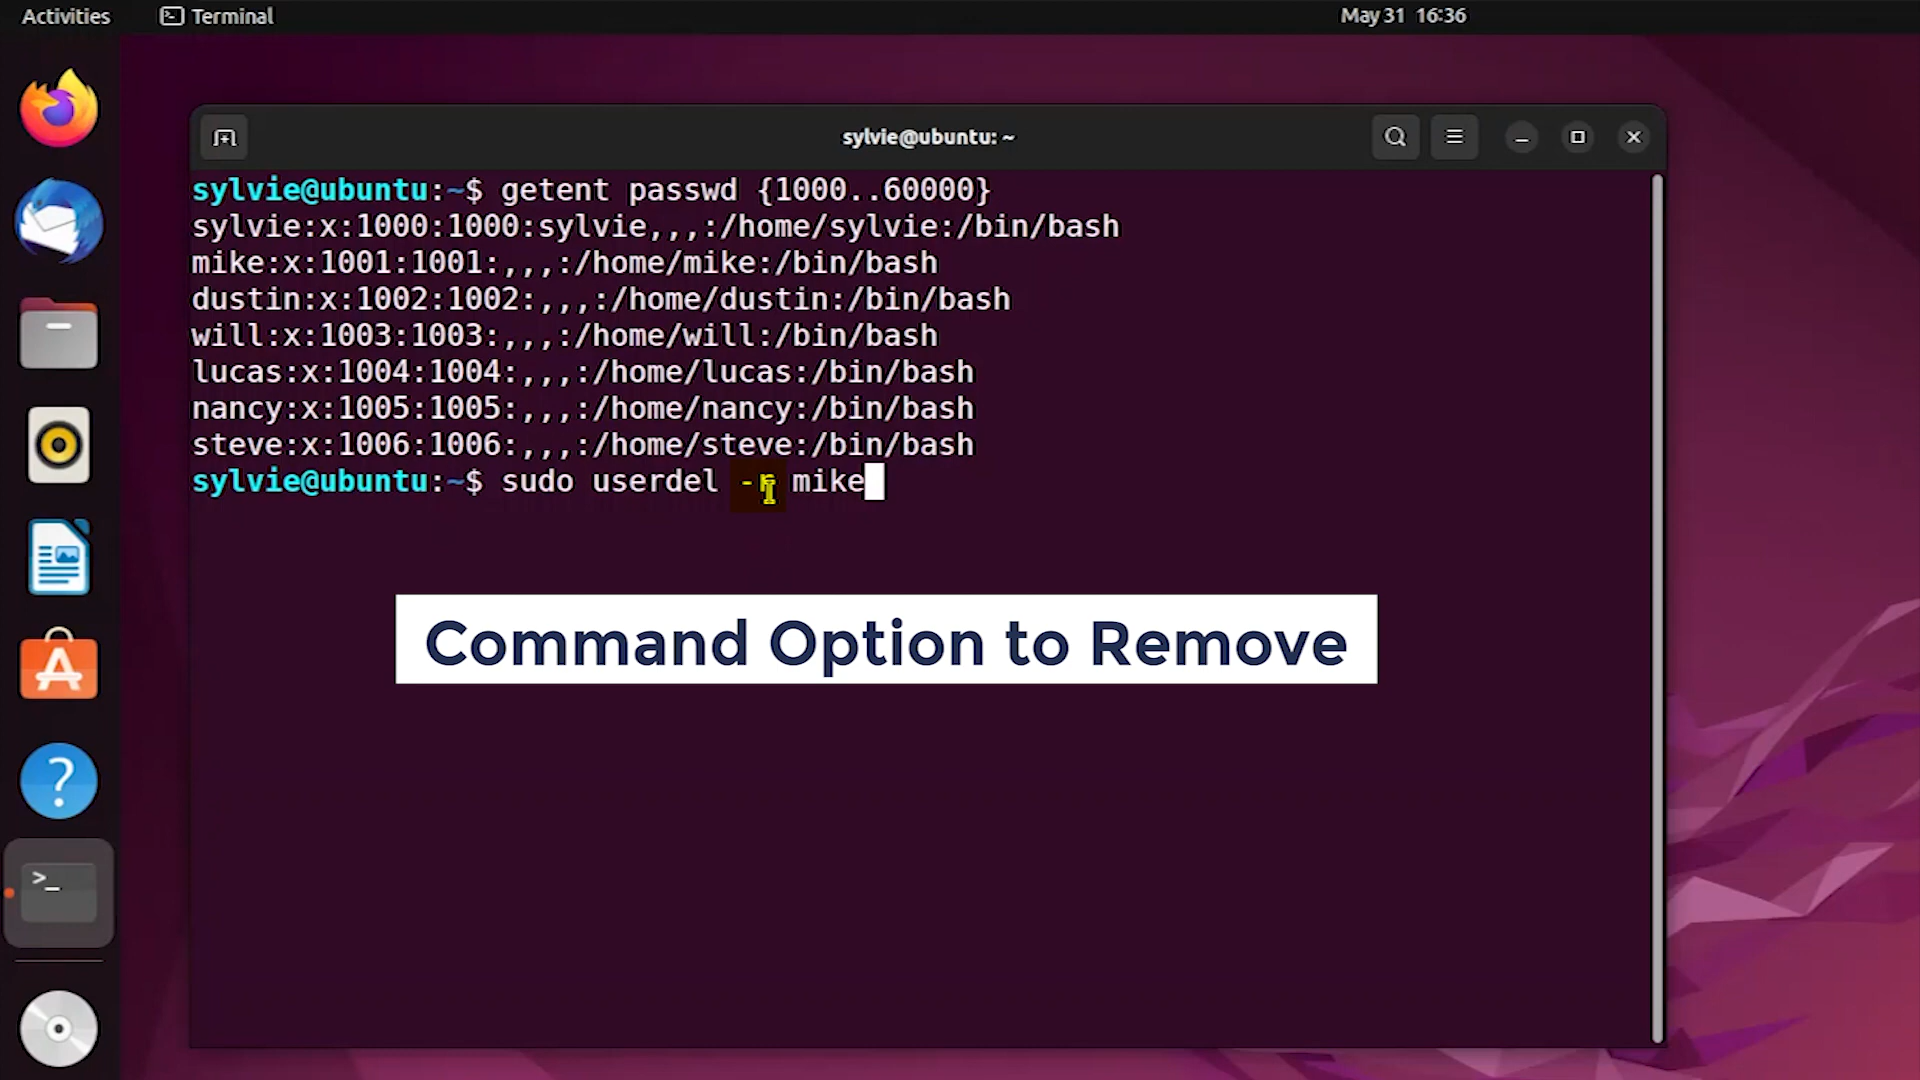 Activities Terminal May 31 16:36
sylvie@ubuntu: ~
sylvie@ubuntu:~$ getent passwd {1000..60000}
sylvie:x:1000:1000:sylvie,,,:/home/sylvie:/bin/bash
mike:x:1001:1001:,,,:/home/mike:/bin/bash
dustin:x:1002:1002:,,,:/home/dustin:/bin/bash
will:x:1003:1003:,,,:/home/will:/bin/bash
lucas:x:1004:1004:,,,:/home/lucas:/bin/bash
nancy:x:1005:1005:,,,:/home/nancy:/bin/bash
steve:x:1006:1006:,,,:/home/steve:/bin/bash
sylvie@ubuntu:~$ sudo userdel -r mike
Command Option to Remove